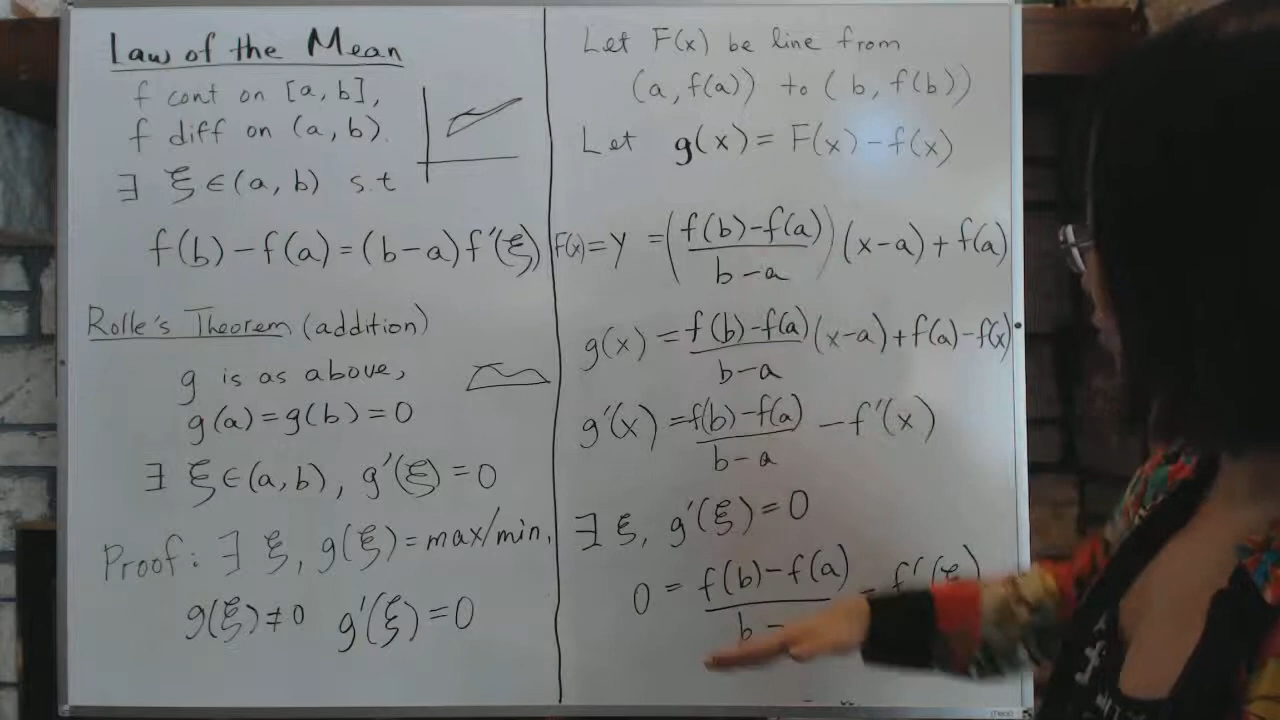 Law of the Mean
f cont on [a, b],
f diff on (a, b).
∃ ξ ∈ (a, b) s.t
f(b) - f(a) = (b-a) f'(ξ)
Rolle's Theorem (addition)
g is as above,
g(a) = g(b) = 0
∃ ξ ∈ (a, b), g'(ξ) = 0
Proof: ∃ ξ, g(ξ) = max/min,
g(ξ) ≠ 0 g'(ξ) = 0
Let F(x) be line from
(a, f(a)) to (b, f(b))
Let g(x) = F(x) - f(x)
F(x) = y = (f(b) - f(a) / b - a) (x-a) + f(a)
g(x) = f(b) - f(a) / b - a (x-a) + f(a) - f(x)
g'(x) = f(b) - f(a) / b - a - f'(x)
∃ ξ, g'(ξ) = 0
0 = f(b) - f(a) / b - - f'(ξ)